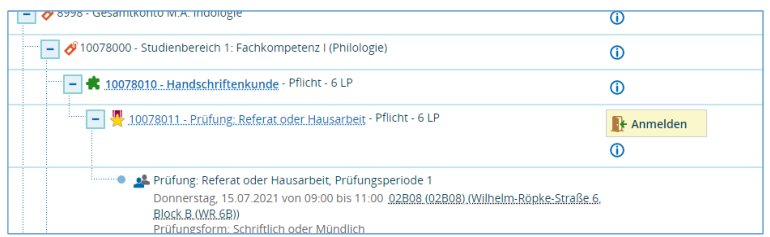 8998 - Gesamtkonto M.A. Indologie
10078000 - Studienbereich 1: Fachkompetenz I (Philologie)
10078010 - Handschriftenkunde - Pflicht - 6 LP
10078011 - Prüfung: Referat oder Hausarbeit - Pflicht - 6 LP
Anmelden
Prüfung: Referat oder Hausarbeit, Prüfungsperiode 1
Donnerstag, 15.07.2021 von 09:00 bis 11:00 02B08 (02B08) (Wilhelm-Röpke-Straße 6,
Block B (WR 6B))
Prüfungsform: Schriftlich oder Mündlich